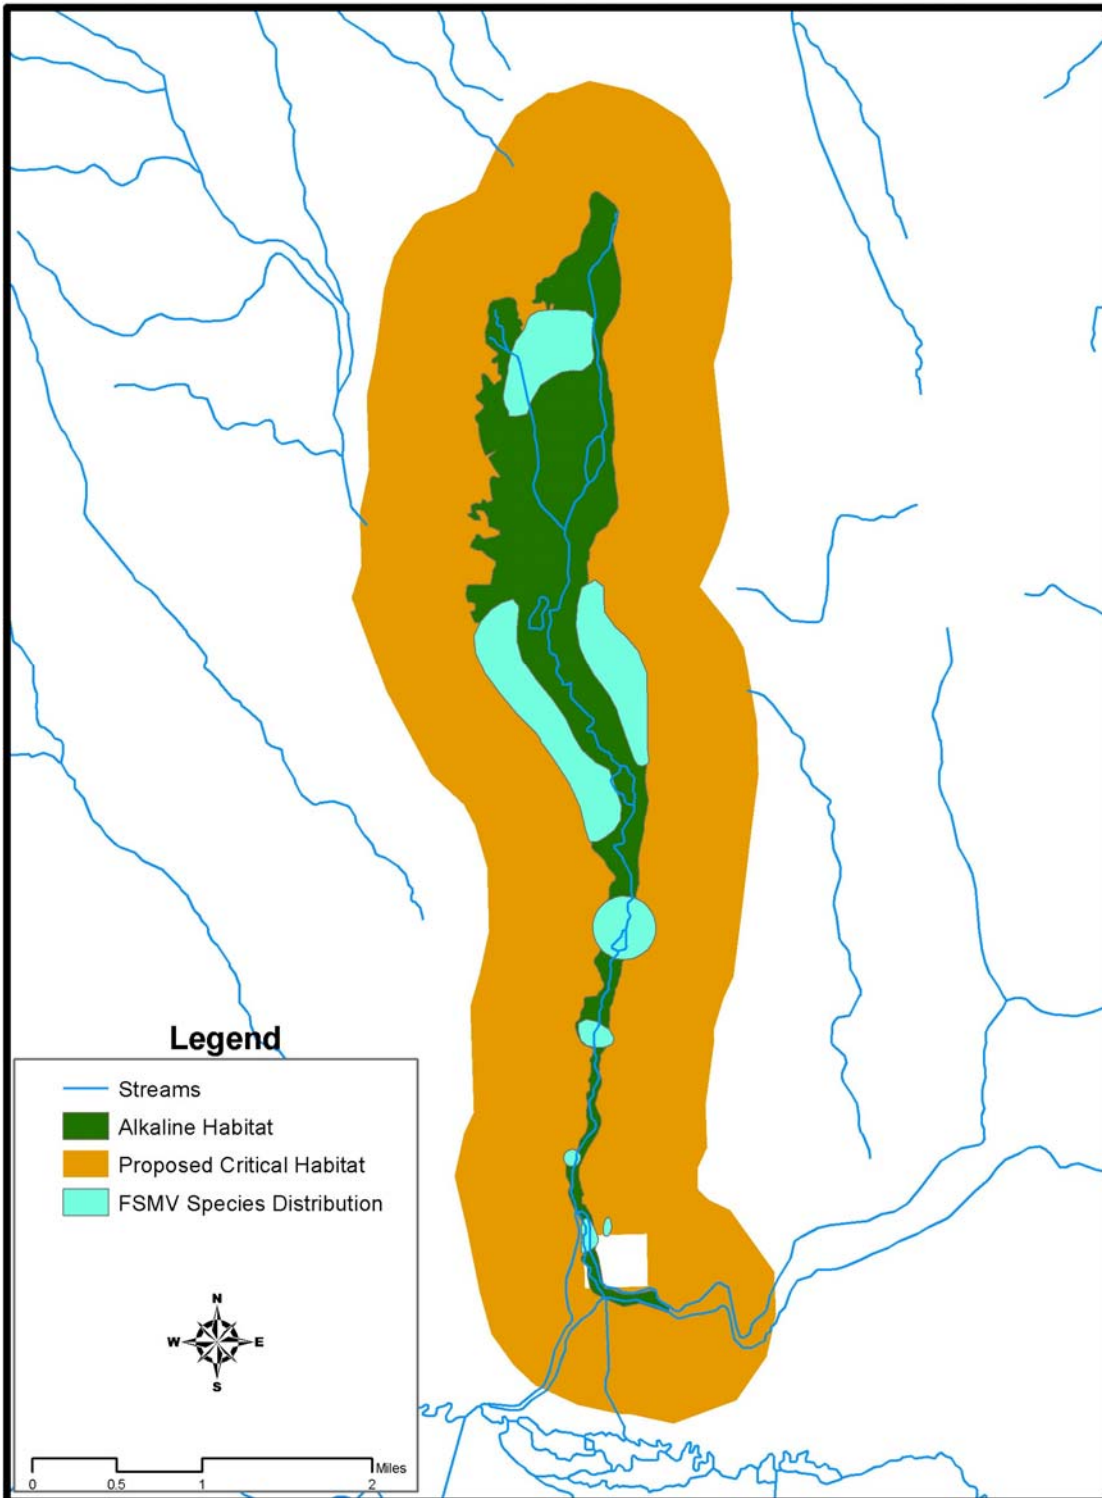 Legend
Streams
Alkaline Habitat
Proposed Critical Habitat
FSMV Species Distribution
N
W E
S
Miles
0 0.5 1 2